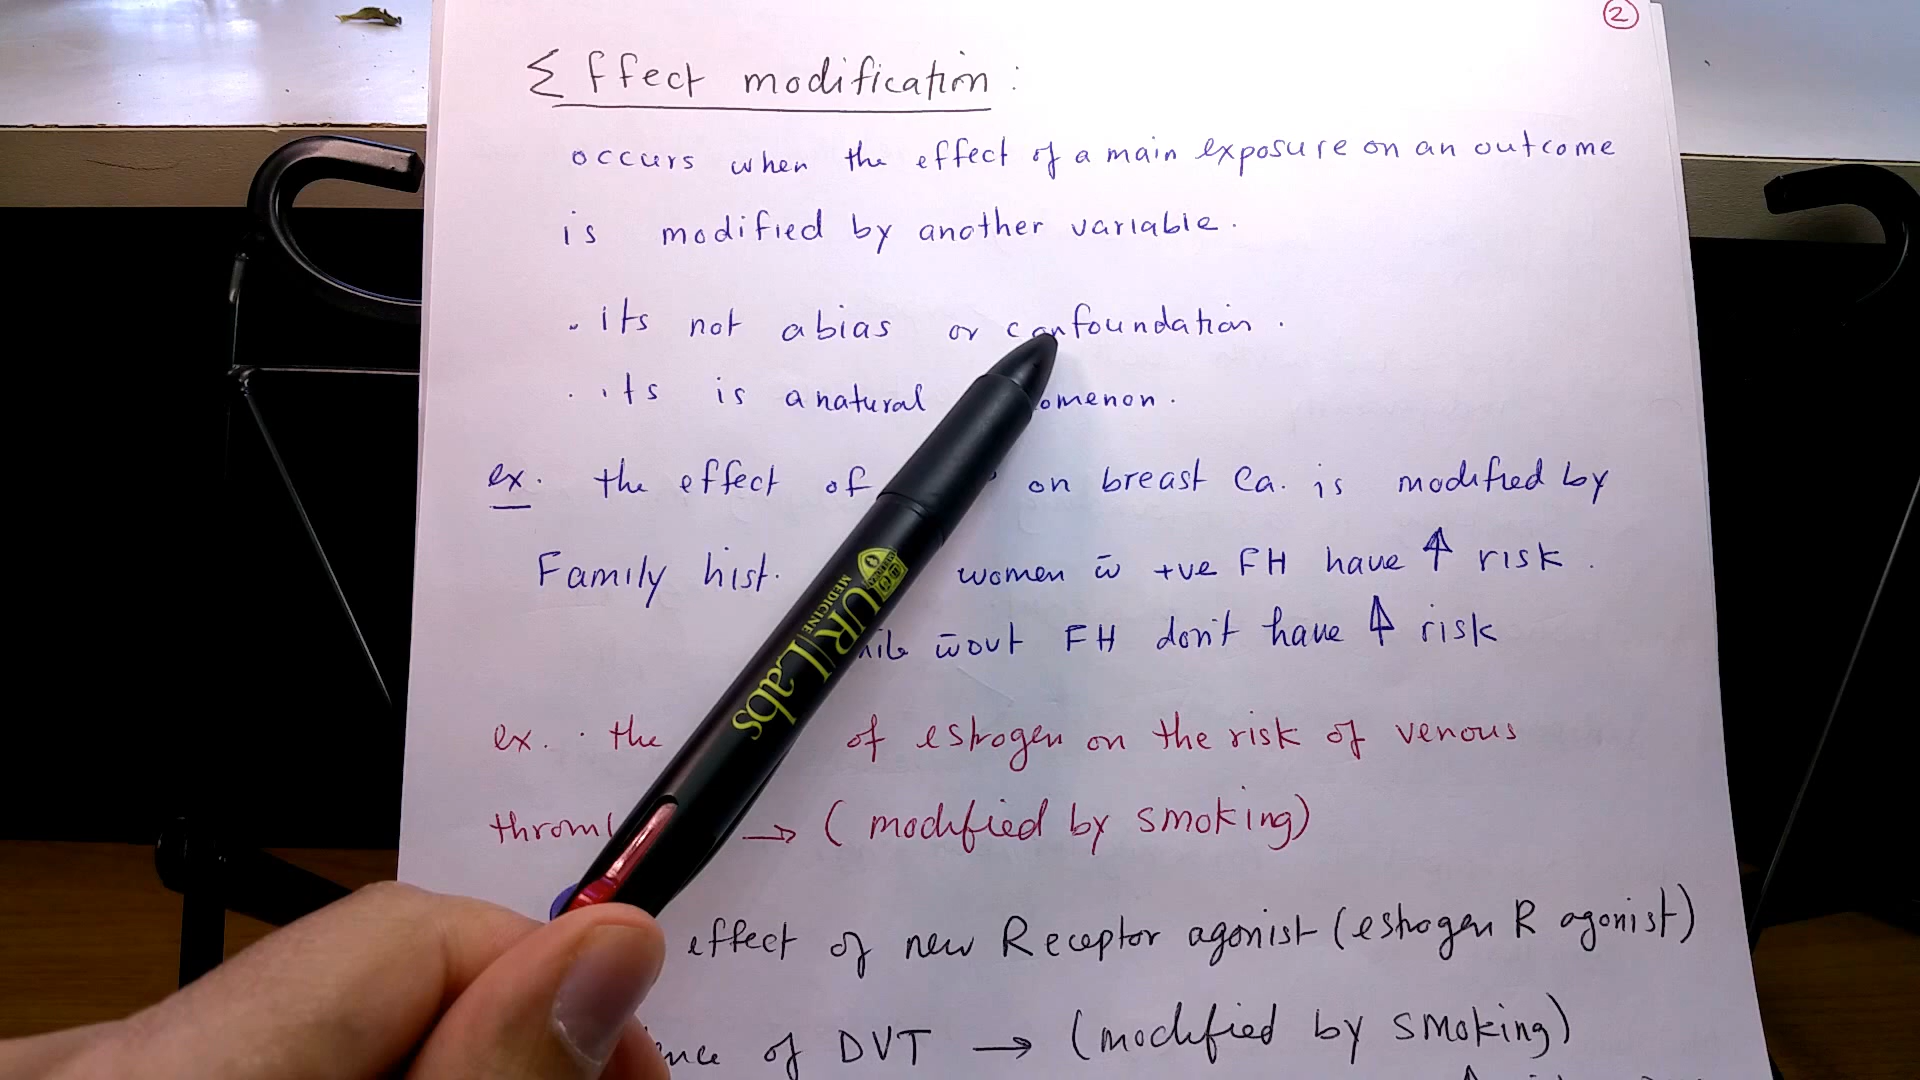 2
Effect modification :
occurs when the effect of a main exposure on an outcome
is modified by another variable.
. its not a bias or confoundation.
. its is a natural omenon.
ex. the effect of on breast Ca. is modified by
Family hist. women w̄ +ve FH have ↑ risk.
w̄out FH don't have ↑ risk
ex. . the of estrogen on the risk of venous
→ (modified by smoking)
effect of new Receptor agonist (estrogen R agonist)
of DVT → (modified by smoking)
UR Labs
MEDICINE